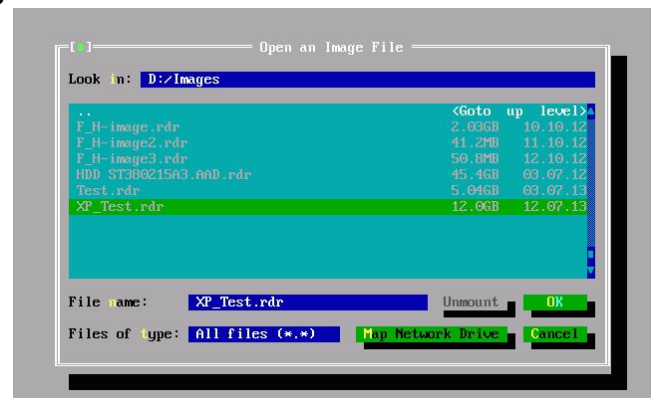 Open an Image File
Look in: D:/Images
.. <Goto up level>
F_H-image.rdr 2.03GB 10.10.12
F_H-image2.rdr 41.2MB 11.10.12
F_H-image3.rdr 50.8MB 12.10.12
HDD ST380215A3.AAD.rdr 45.4GB 03.07.12
Test.rdr 5.04GB 03.07.13
XP_Test.rdr 12.0GB 12.07.13
File name: XP_Test.rdr Unmount OK
Files of type: All files (*.*) Map Network Drive Cancel